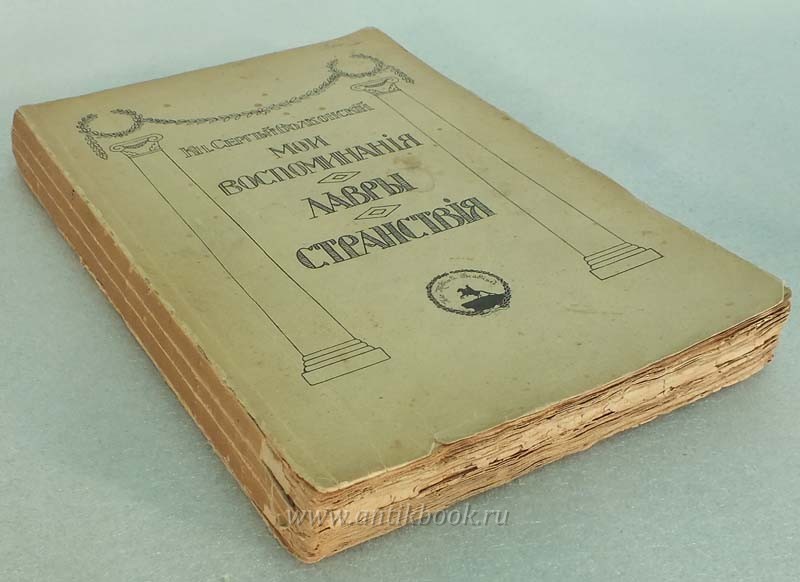 Кн. Сергѣй Волконскій
МОИ
ВОСПОМИНАНІЯ
ЛАВРЫ
СТРАНСТВІЯ
www.antikbook.ru